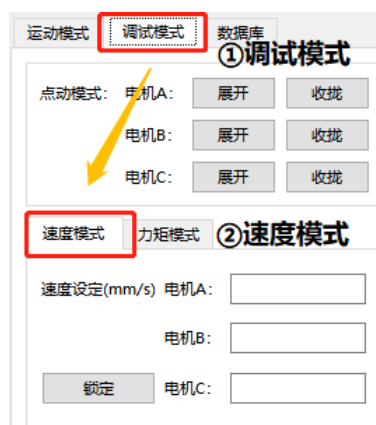 运动模式 调试模式 数据库
①调试模式
点动模式: 电机A: 展开 收拢
电机B: 展开 收拢
电机C: 展开 收拢
速度模式 力矩模式 ②速度模式
速度设定(mm/s) 电机A:
电机B:
锁定 电机C: